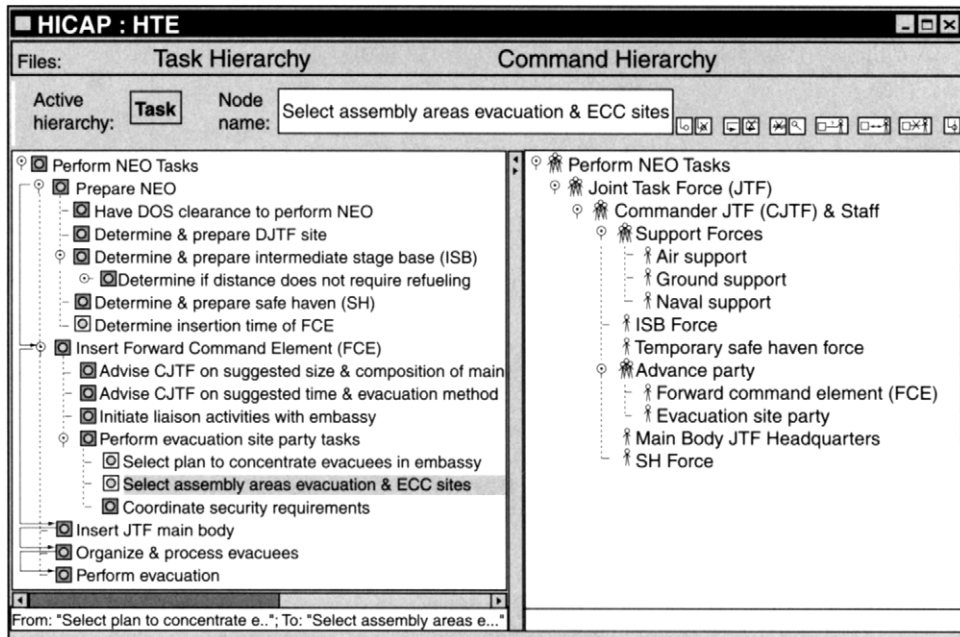 HICAP : HTE
Files: Task Hierarchy Command Hierarchy
Active hierarchy: Task Node name: Select assembly areas evacuation & ECC sites
Perform NEO Tasks
Prepare NEO
Have DOS clearance to perform NEO
Determine & prepare DJTF site
Determine & prepare intermediate stage base (ISB)
Determine if distance does not require refueling
Determine & prepare safe haven (SH)
Determine insertion time of FCE
Insert Forward Command Element (FCE)
Advise CJTF on suggested size & composition of main
Advise CJTF on suggested time & evacuation method
Initiate liaison activities with embassy
Perform evacuation site party tasks
Select plan to concentrate evacuees in embassy
Select assembly areas evacuation & ECC sites
Coordinate security requirements
Insert JTF main body
Organize & process evacuees
Perform evacuation
From: "Select plan to concentrate e.."; To: "Select assembly areas e..."
Perform NEO Tasks
Joint Task Force (JTF)
Commander JTF (CJTF) & Staff
Support Forces
Air support
Ground support
Naval support
ISB Force
Temporary safe haven force
Advance party
Forward command element (FCE)
Evacuation site party
Main Body JTF Headquarters
SH Force